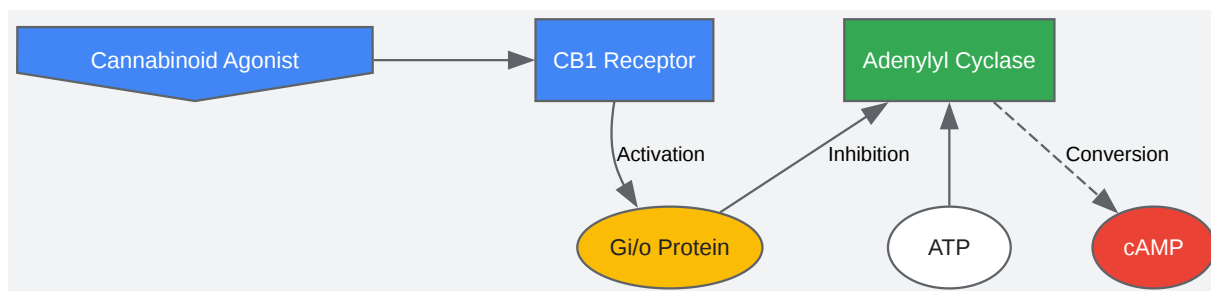 Cannabinoid Agonist
CB1 Receptor
Adenylyl Cyclase
Activation
Inhibition
Conversion
Gi/o Protein
ATP
cAMP